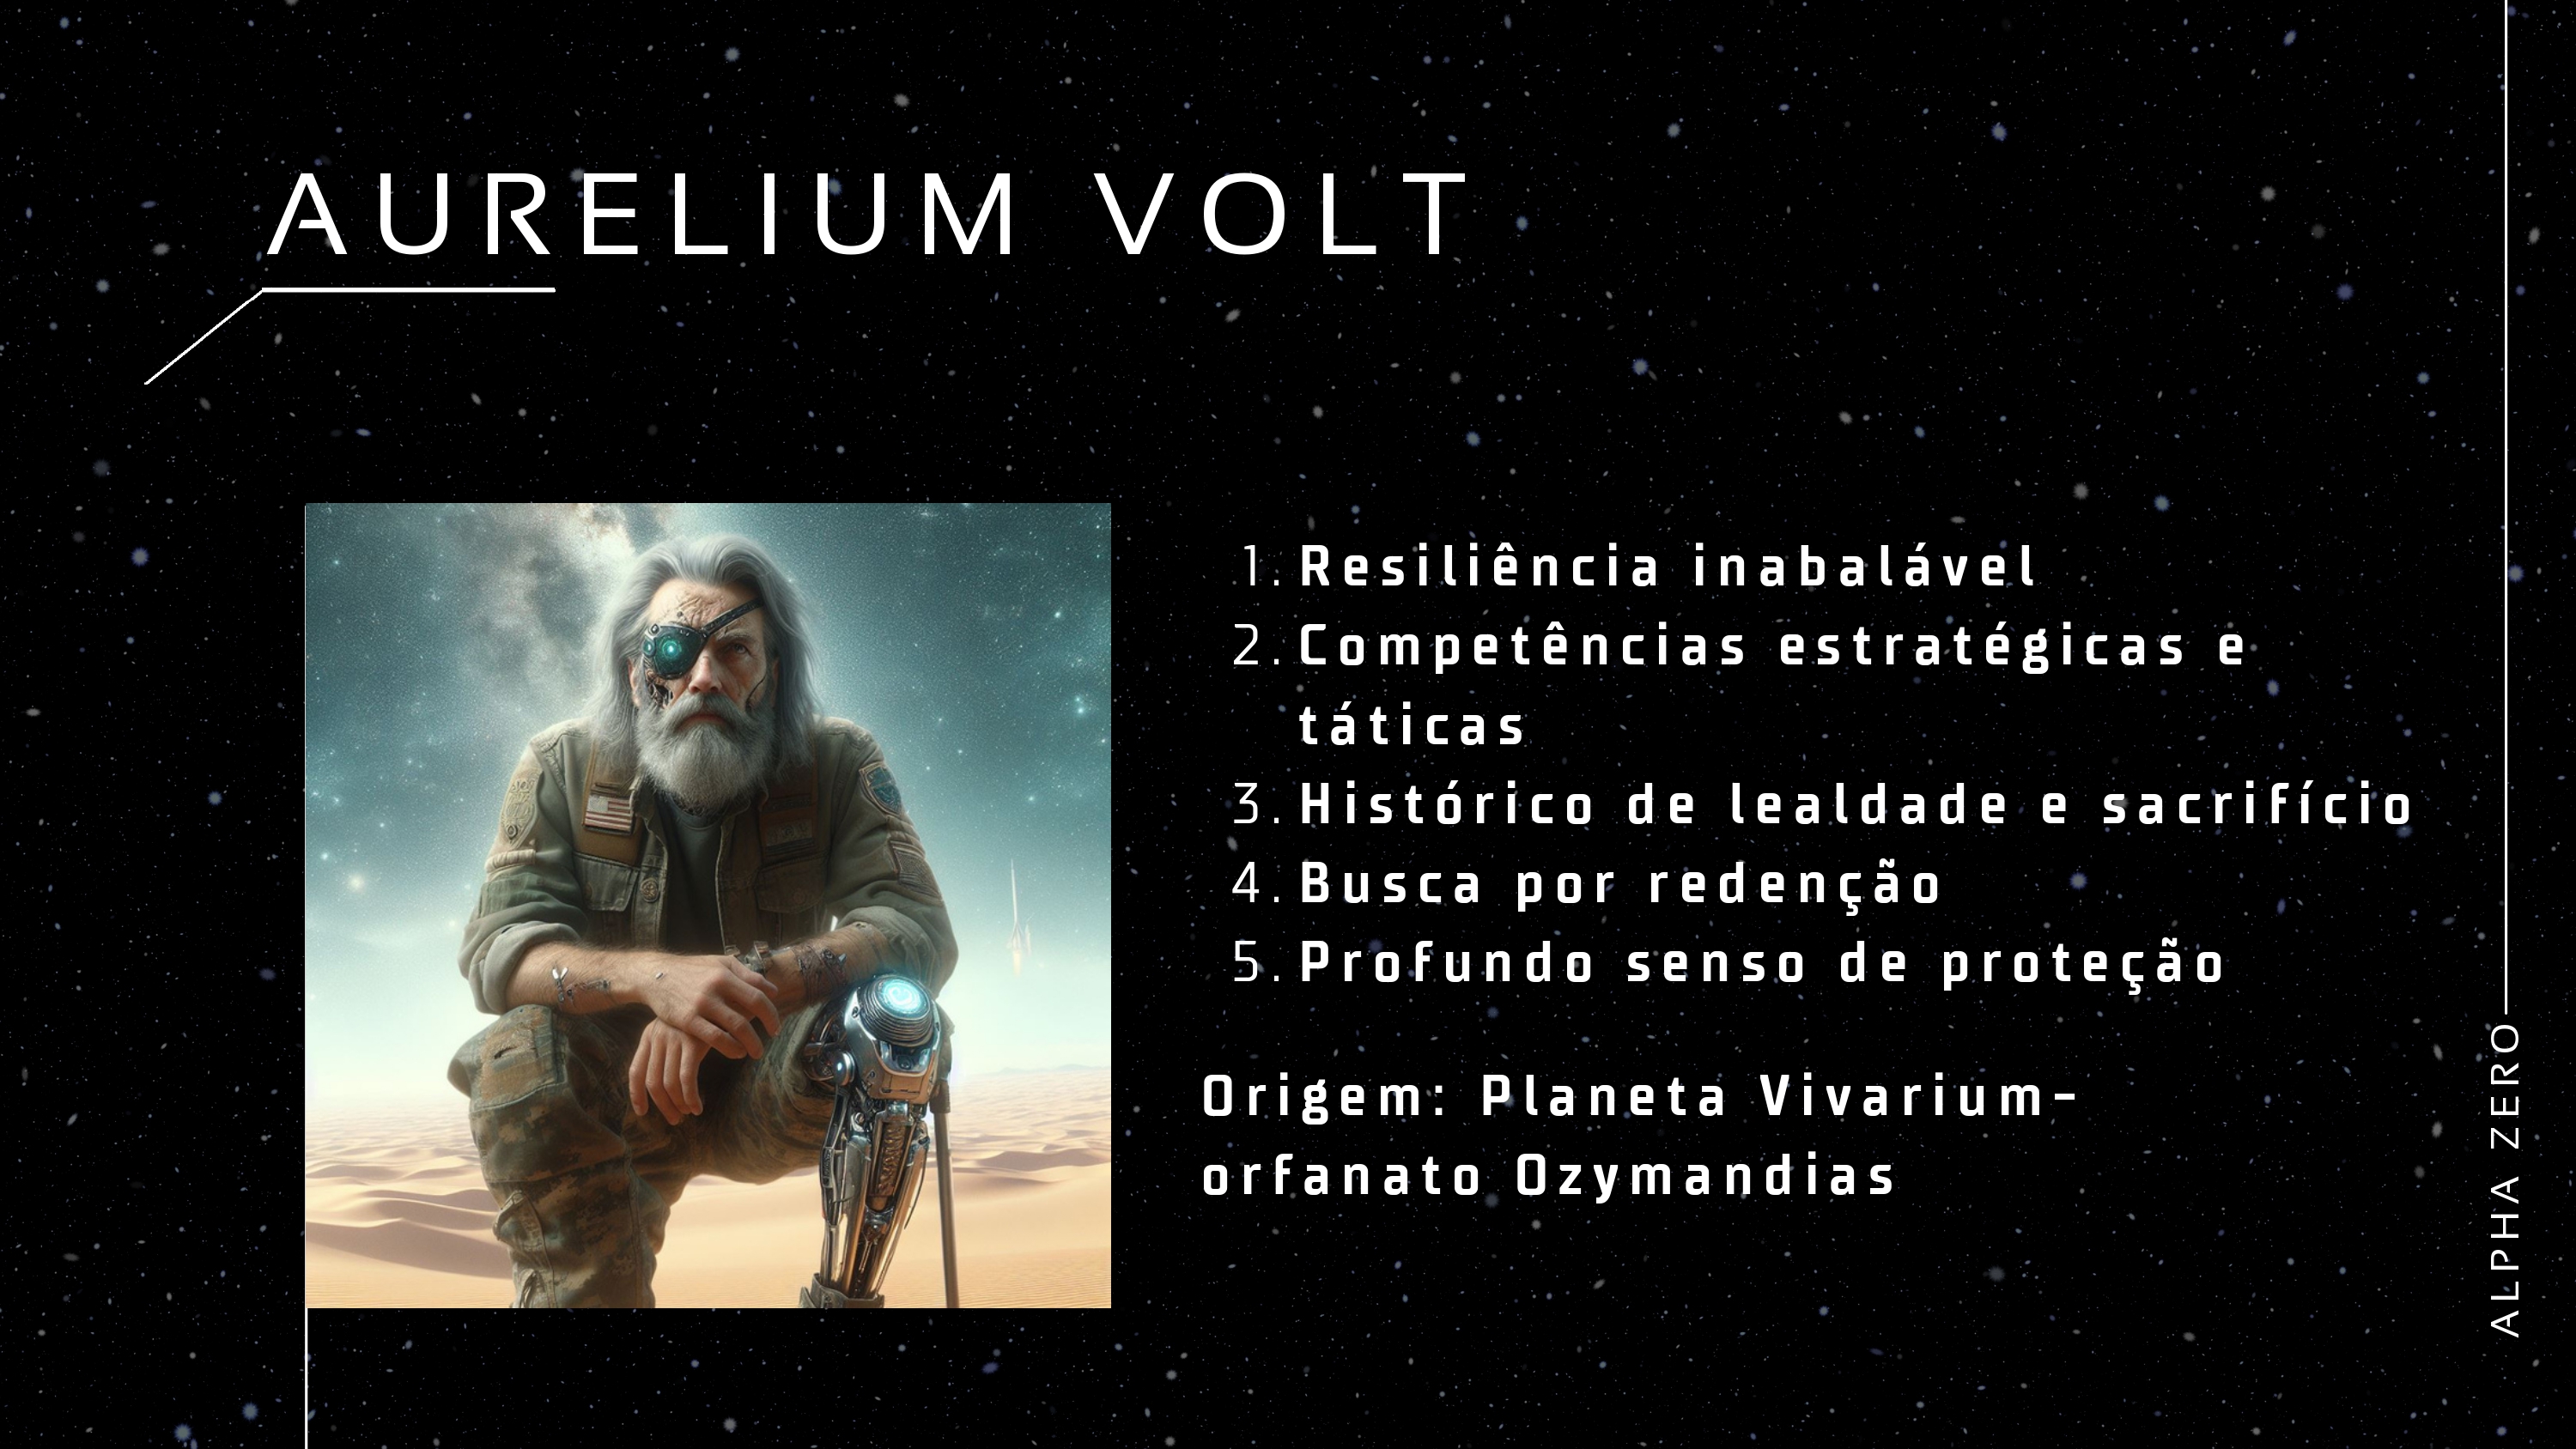 AURELIUM VOLT
1. Resiliência inabalável
2. Competências estratégicas e
táticas
3. Histórico de lealdade e sacrifício
4. Busca por redenção
5. Profundo senso de proteção
Origem: Planeta Vivarium-
orfanato Ozymandias
ALPHA ZERO